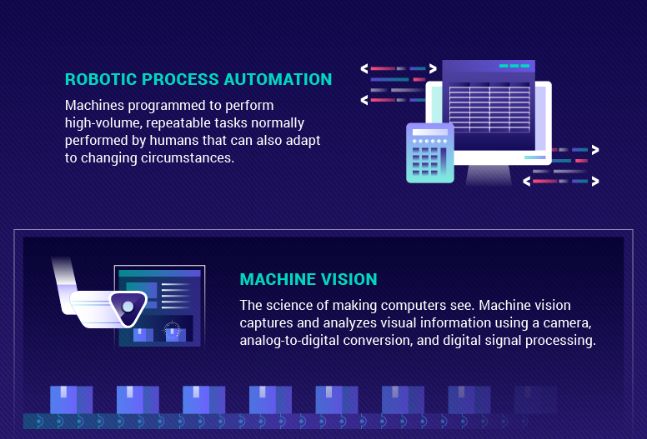 ROBOTIC PROCESS AUTOMATION
Machines programmed to perform
high-volume, repeatable tasks normally
performed by humans that can also adapt
to changing circumstances.
MACHINE VISION
The science of making computers see. Machine vision
captures and analyzes visual information using a camera,
analog-to-digital conversion, and digital signal processing.